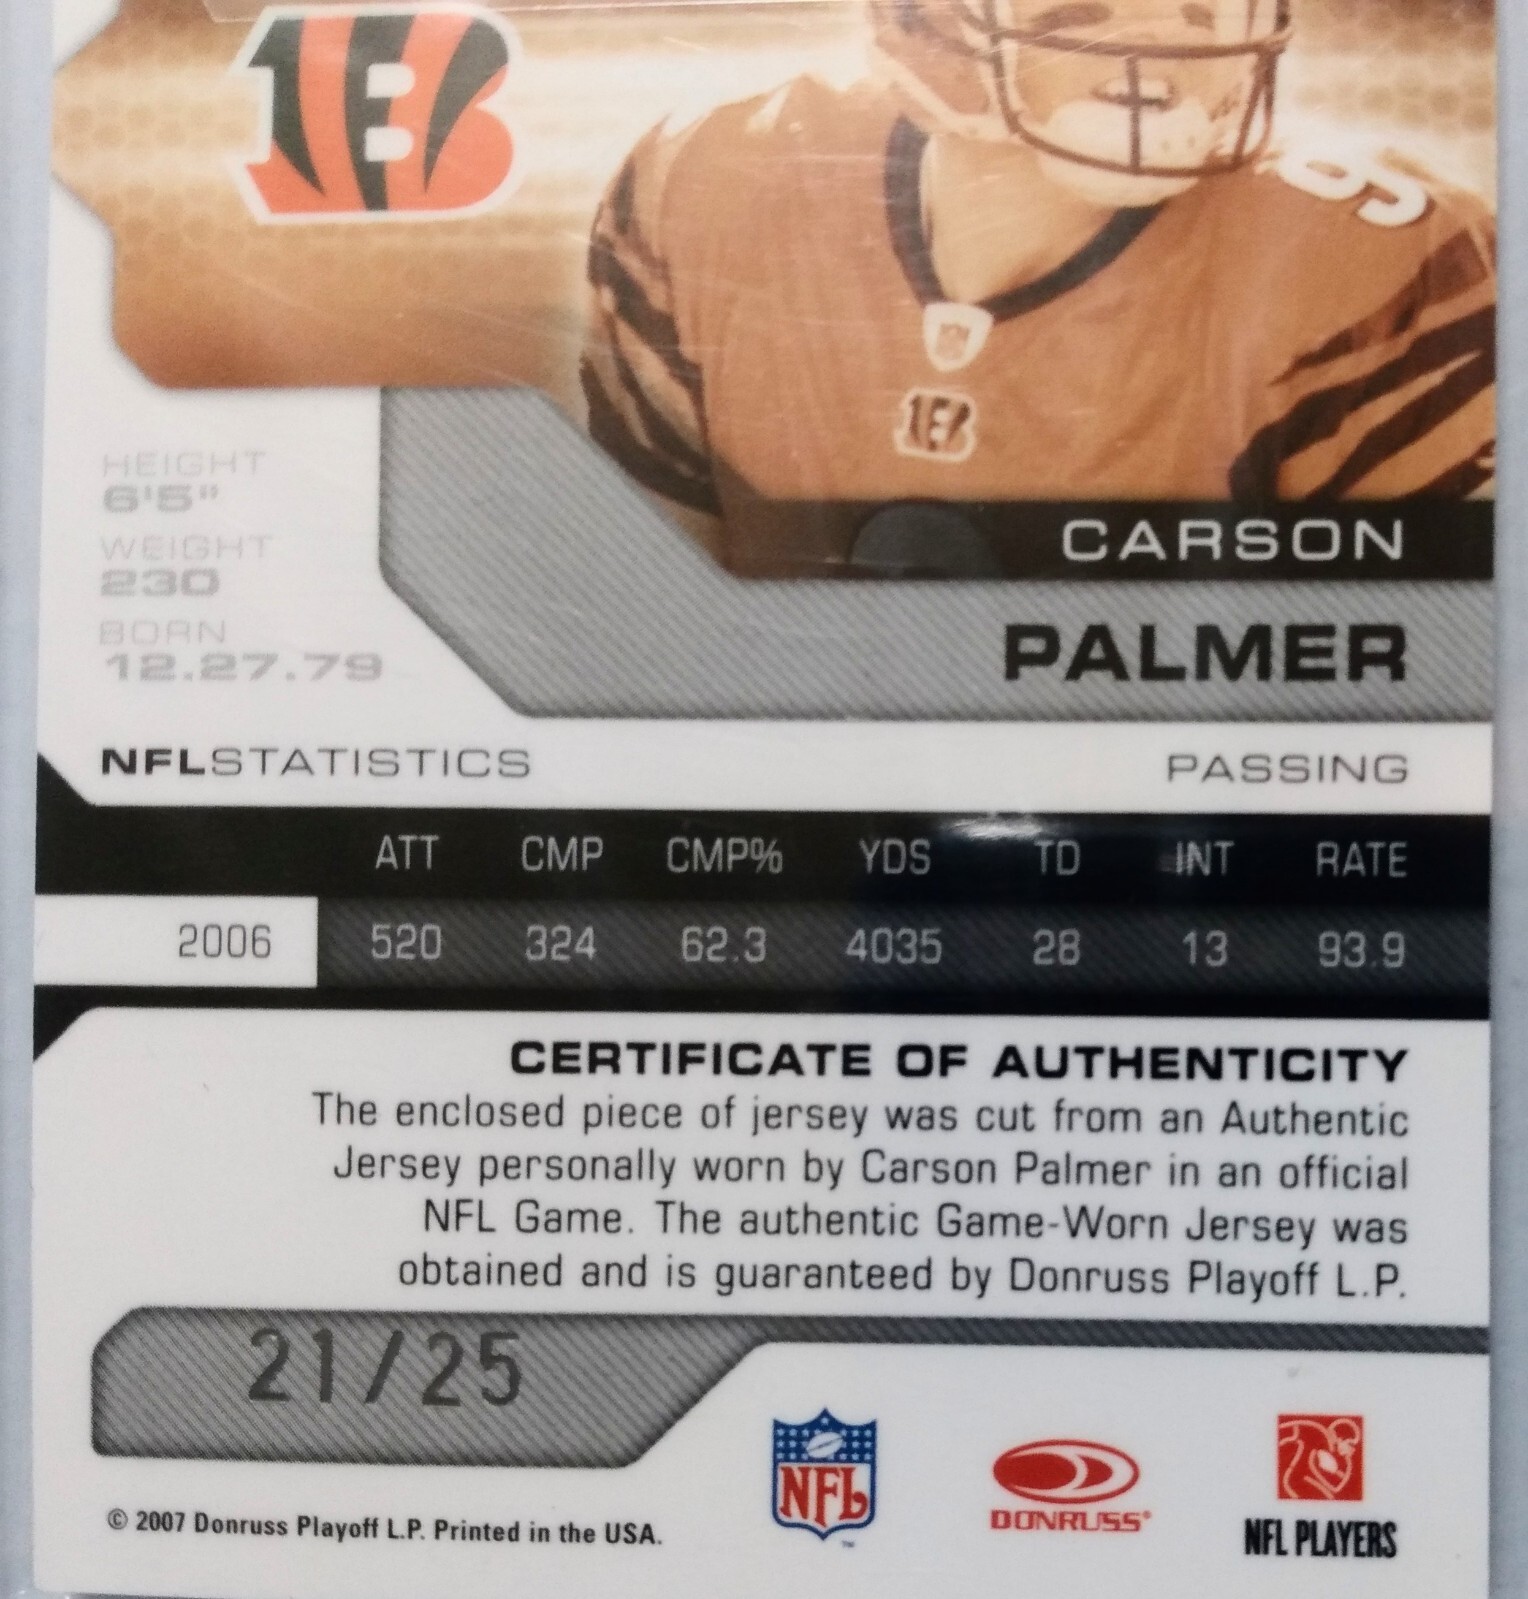 HEIGHT
6'5"
WEIGHT
230
BORN
12.27.79
CARSON
PALMER
NFLSTATISTICS PASSING
ATT CMP CMP% YDS TD INT RATE
2006 520 324 62.3 4035 28 13 93.9
CERTIFICATE OF AUTHENTICITY
The enclosed piece of jersey was cut from an Authentic
Jersey personally worn by Carson Palmer in an official
NFL Game. The authentic Game-Worn Jersey was
obtained and is guaranteed by Donruss Playoff L.P.
21/25
© 2007 Donruss Playoff L.P. Printed in the USA.
NFL
™
DONRUSS®
NFL PLAYERS